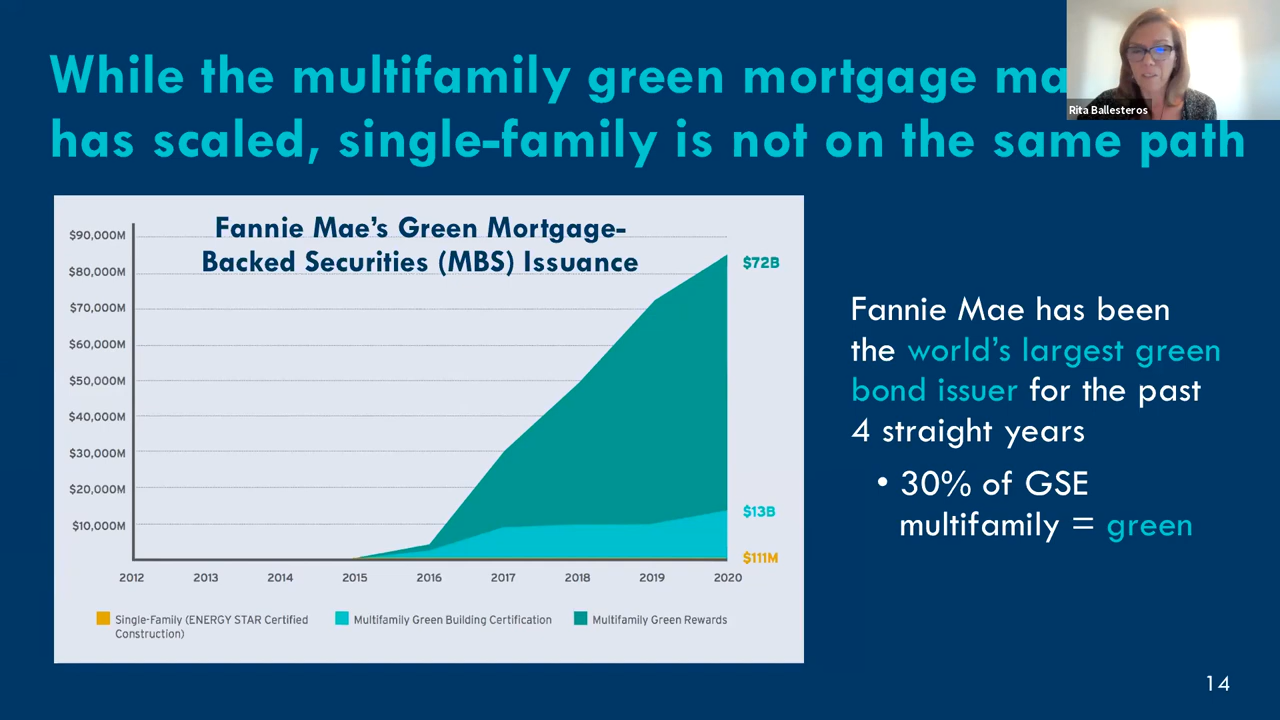 While the multifamily green mortgage
has scaled, single-family is not on the same path
Rita Ballesteros
Fannie Mae's Green Mortgage-
Backed Securities (MBS) Issuance
$90,000M
$80,000M
$70,000M
$60,000M
$50,000M
$40,000M
$30,000M
$20,000M
$10,000M
$72B
$13B
$111M
2012 2013 2014 2015 2016 2017 2018 2019 2020
Single-Family (ENERGY STAR Certified
Construction)
Multifamily Green Building Certification
Multifamily Green Rewards
Fannie Mae has been
the world's largest green
bond issuer for the past
4 straight years
• 30% of GSE
multifamily = green
14